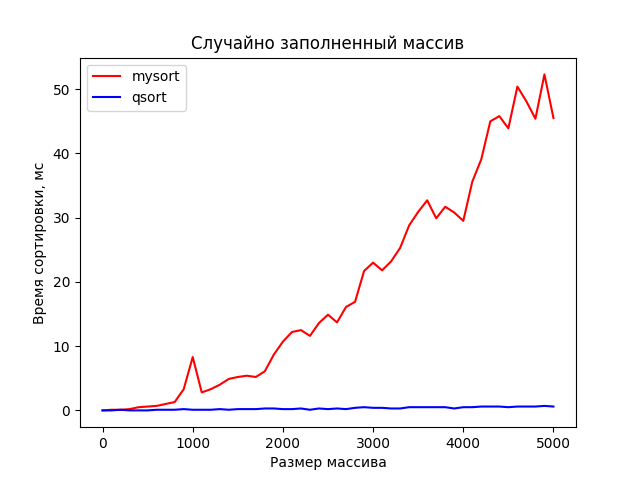 Случайно заполненный массив
mysort
qsort
Время сортировки, мс
50
40
30
20
10
0
0 1000 2000 3000 4000 5000
Размер массива